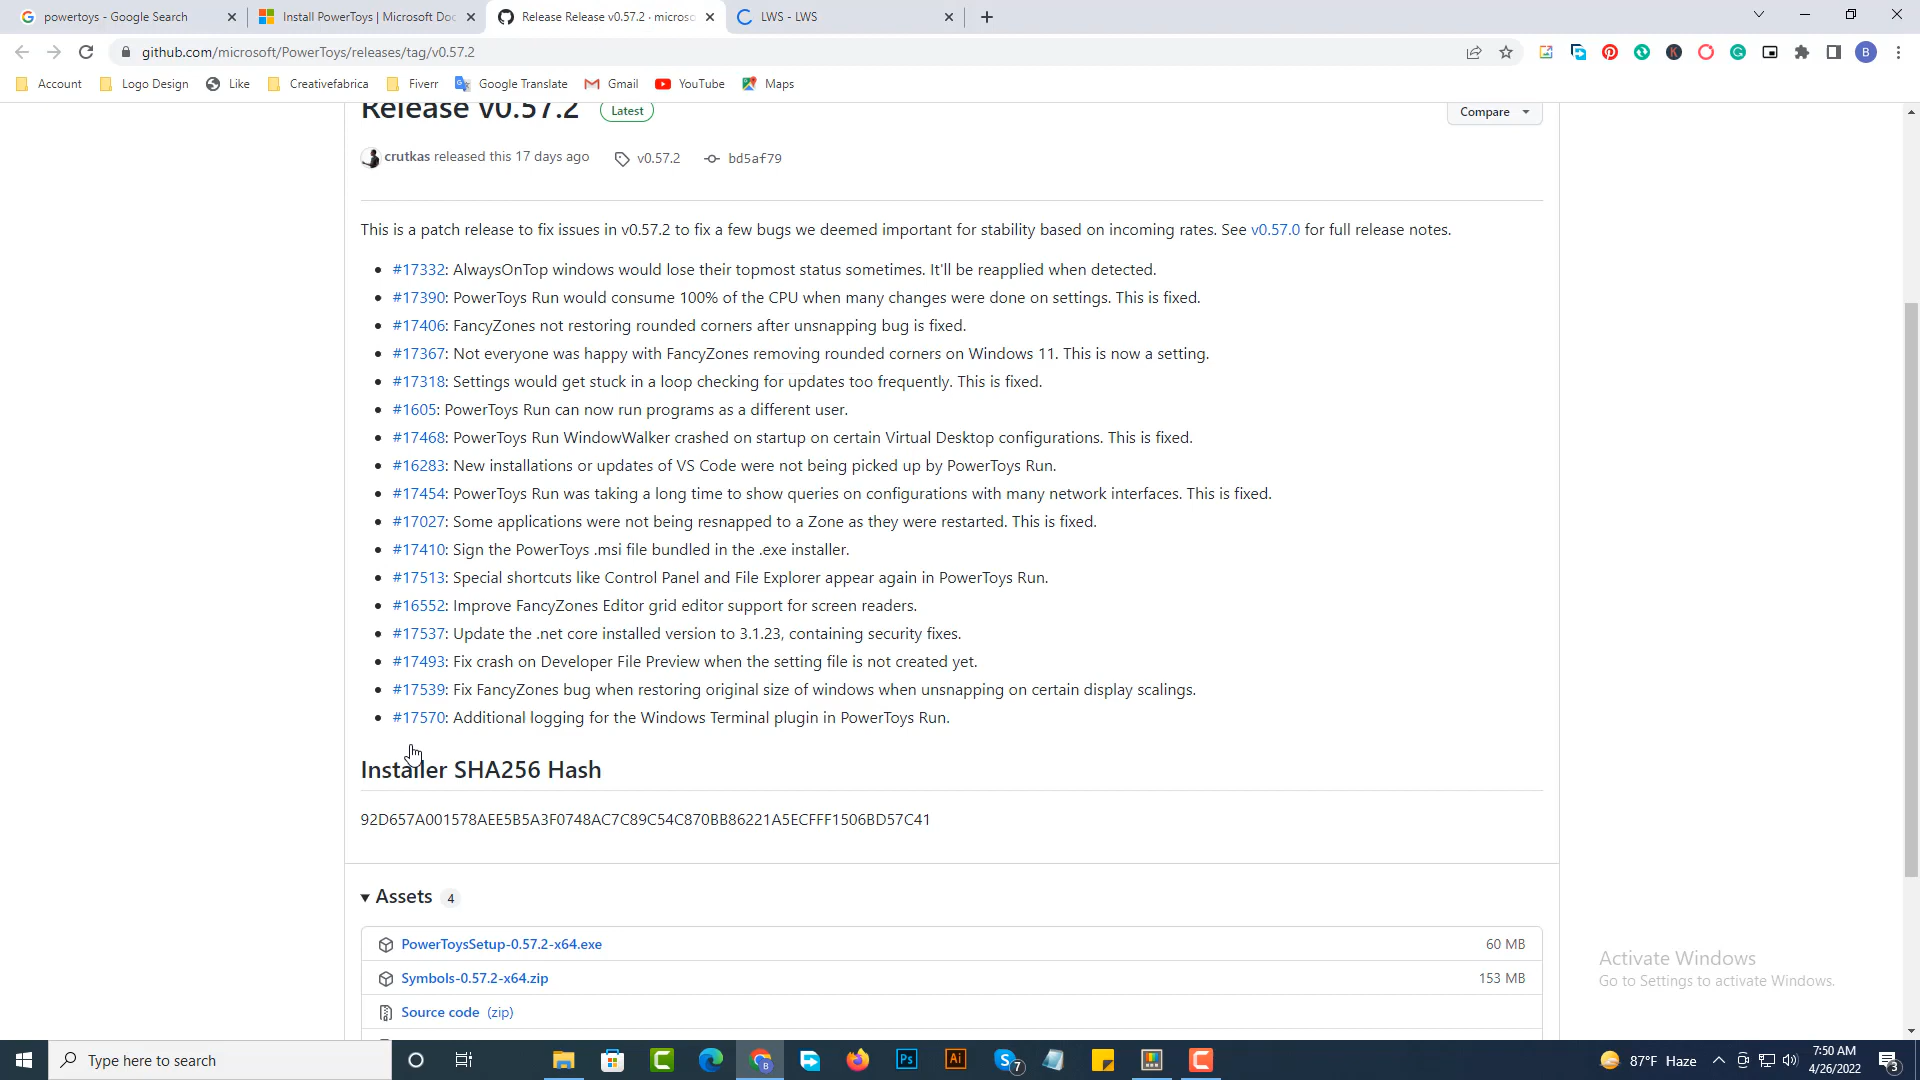 powertoys - Google Search
Install PowerToys | Microsoft Doc
Release Release v0.57.2 · micros
LWS - LWS
github.com/microsoft/PowerToys/releases/tag/v0.57.2
B
Account
Logo Design
Like
Creativefabrica
Fiverr
Google Translate
Gmail
YouTube
Maps
Release v0.57.2
Latest
Compare
crutkas released this 17 days ago
v0.57.2
bd5af79
This is a patch release to fix issues in v0.57.2 to fix a few bugs we deemed important for stability based on incoming rates. See v0.57.0 for full release notes.
#17332: AlwaysOnTop windows would lose their topmost status sometimes. It'll be reapplied when detected.
#17390: PowerToys Run would consume 100% of the CPU when many changes were done on settings. This is fixed.
#17406: FancyZones not restoring rounded corners after unsnapping bug is fixed.
#17367: Not everyone was happy with FancyZones removing rounded corners on Windows 11. This is now a setting.
#17318: Settings would get stuck in a loop checking for updates too frequently. This is fixed.
#1605: PowerToys Run can now run programs as a different user.
#17468: PowerToys Run WindowWalker crashed on startup on certain Virtual Desktop configurations. This is fixed.
#16283: New installations or updates of VS Code were not being picked up by PowerToys Run.
#17454: PowerToys Run was taking a long time to show queries on configurations with many network interfaces. This is fixed.
#17027: Some applications were not being resnapped to a Zone as they were restarted. This is fixed.
#17410: Sign the PowerToys .msi file bundled in the .exe installer.
#17513: Special shortcuts like Control Panel and File Explorer appear again in PowerToys Run.
#16552: Improve FancyZones Editor grid editor support for screen readers.
#17537: Update the .net core installed version to 3.1.23, containing security fixes.
#17493: Fix crash on Developer File Preview when the setting file is not created yet.
#17539: Fix FancyZones bug when restoring original size of windows when unsnapping on certain display scalings.
#17570: Additional logging for the Windows Terminal plugin in PowerToys Run.
Installer SHA256 Hash
92D657A001578AEE5B5A3F0748AC7C89C54C870BB86221A5ECFFF1506BD57C41
Assets 4
PowerToysSetup-0.57.2-x64.exe
60 MB
Symbols-0.57.2-x64.zip
153 MB
Source code (zip)
Activate Windows
Go to Settings to activate Windows.
Type here to search
Ps
Ai
7
87°F Haze
7:50 AM
4/26/2022
3